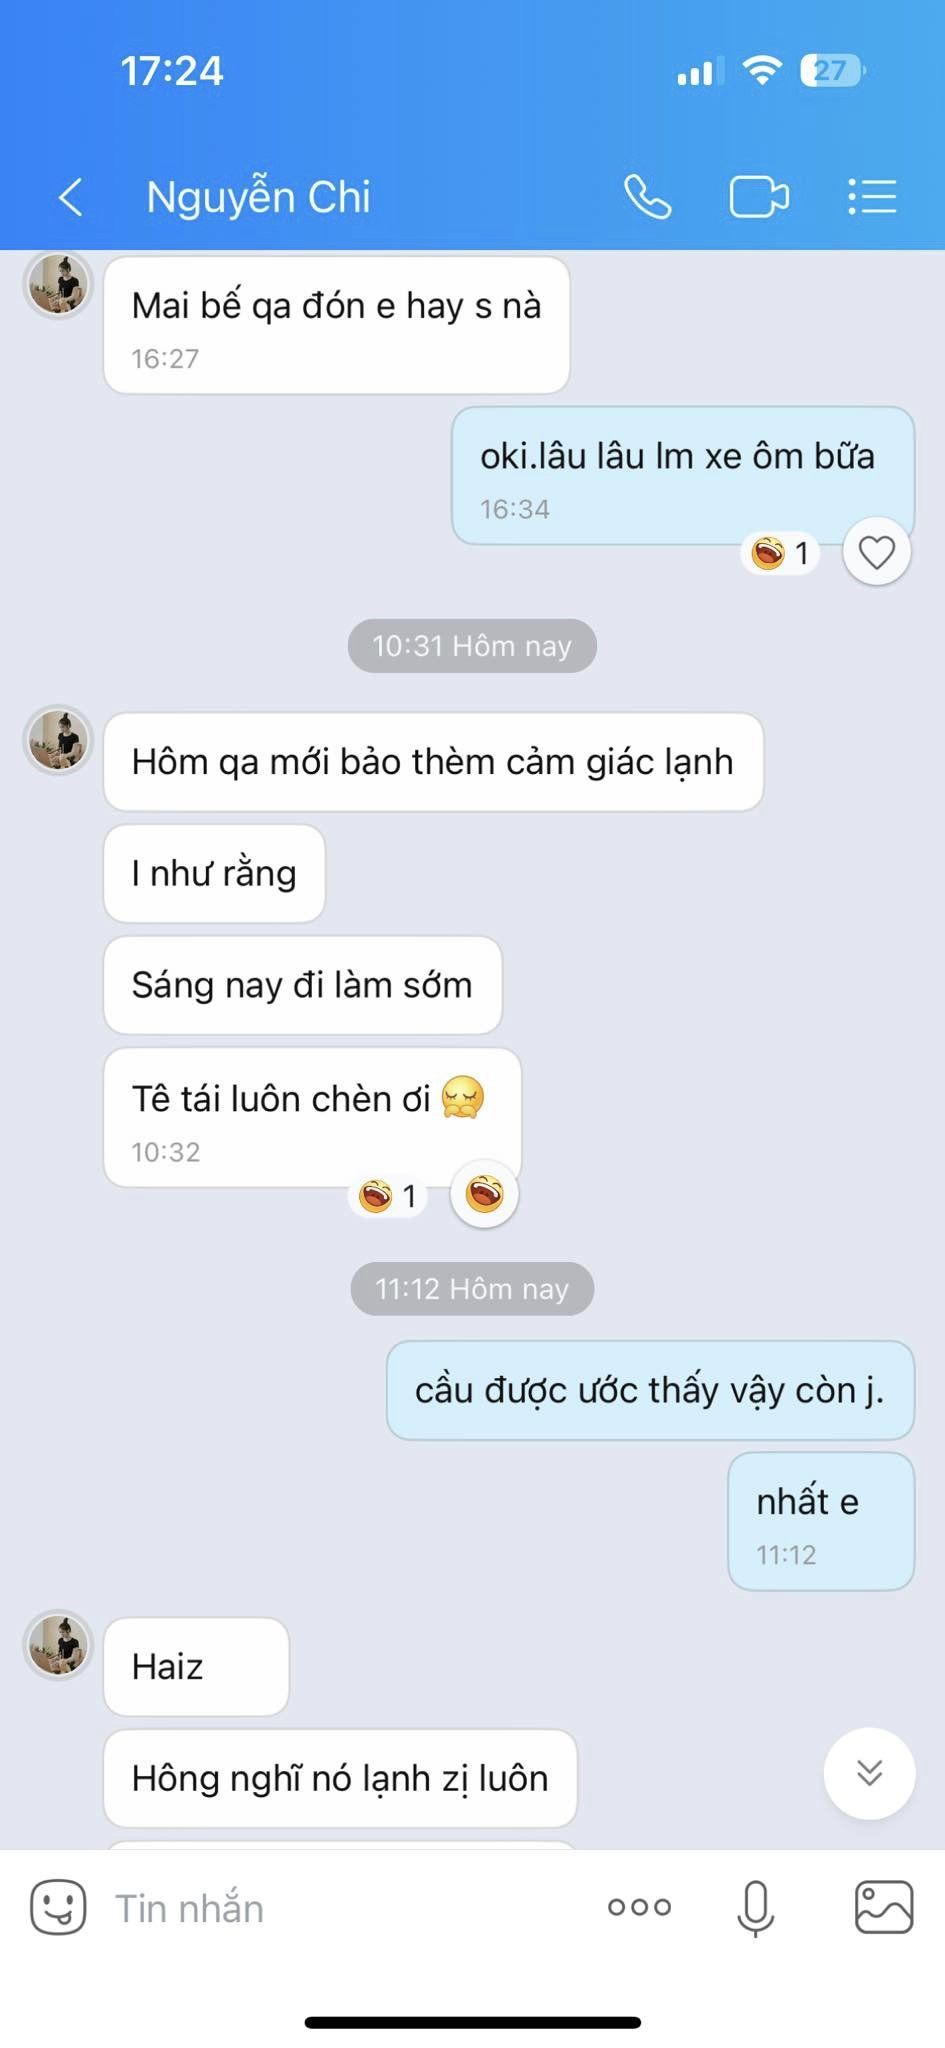 17:24
27
Nguyễn Chi
Mai bế qa đón e hay s nà
16:27
oki.lâu lâu lm xe ôm bữa
16:34
1
10:31 Hôm nay
Hôm qa mới bảo thèm cảm giác lạnh
I như rằng
Sáng nay đi làm sớm
Tê tái luôn chèn ơi
10:32
1
11:12 Hôm nay
cầu được ước thấy vậy còn j.
nhất e
11:12
Haiz
Hông nghĩ nó lạnh zị luôn
Tin nhắn